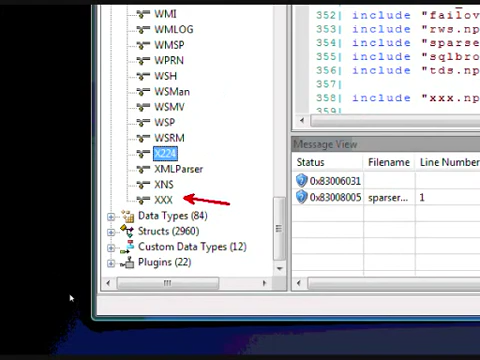 WMI
WMLOG
WMSP
WPRN
WSH
WSMan
WSMV
WSP
WSRM
X224
XMLParser
XNS
XXX
Data Types (84)
Structs (2960)
Custom Data Types (12)
Plugins (22)
352| include "failov
353| include "rws.np
354| include "sparse
355| include "sqlbro
356| include "tds.np
357|
358| include "xxx.np
359|
Message View
Status Filename Line Number
0x83006031
0x83008005 sparser... 1